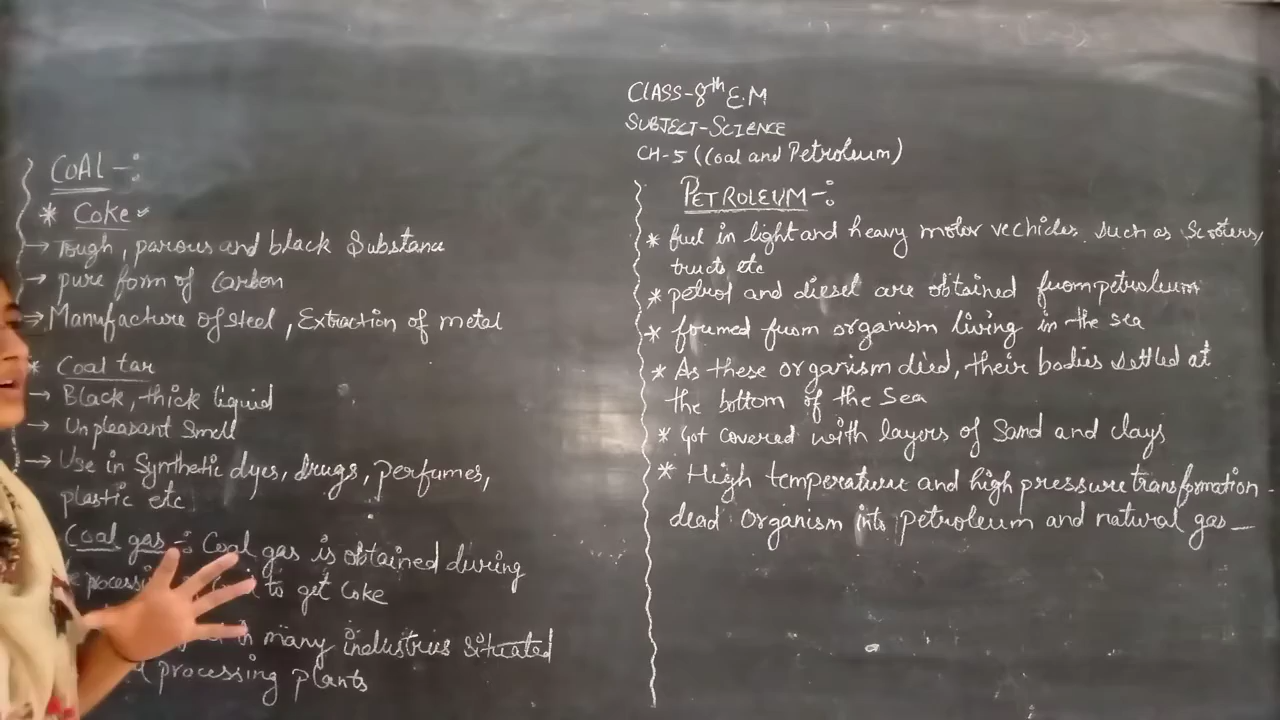 CLASS-8th E.M
SUBJECT-SCIENCE
CH-5 (Coal and Petroleum)
COAL -:
* Coke
→ Tough, parous and black Substance
→ pure form of Carbon
→ Manufacture of steel, Extraction of metal
* Coal tar
→ Black, thick liquid
→ Unpleasant Smell
→ Use in Synthetic dyes, drugs, perfumes,
plastic etc
Coal gas -: Coal gas is obtained during
to get Coke
in many industries situated
processing plants
PETROLEUM -:
* fuel in light and heavy motor vechicles such as Scooters,
tructs etc
* petrol and diesel are obtained from petroleum
* formed from organism living in the sea
* As these organism died, their bodies settled at
the bottom of the Sea
* Got covered with layers of Sand and clays
* High temperature and high pressure transformation
dead organism into petroleum and natural gas